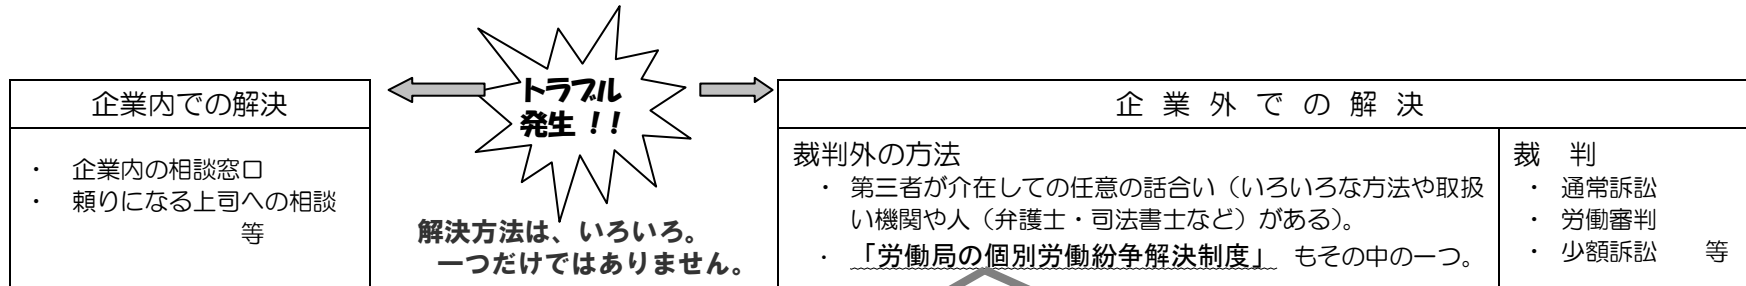 企業内での解決
・ 企業内の相談窓口
・ 頼りになる上司への相談
等
トラブル
発生！！
解決方法は、いろいろ。
一つだけではありません。
企業外での解決
裁判外の方法
・ 第三者が介在しての任意の話合い（いろいろな方法や取扱
い機関や人（弁護士・司法書士など）がある）。
・ 「労働局の個別労働紛争解決制度」 もその中の一つ。
裁 判
・ 通常訴訟
・ 労働審判
・ 少額訴訟 等